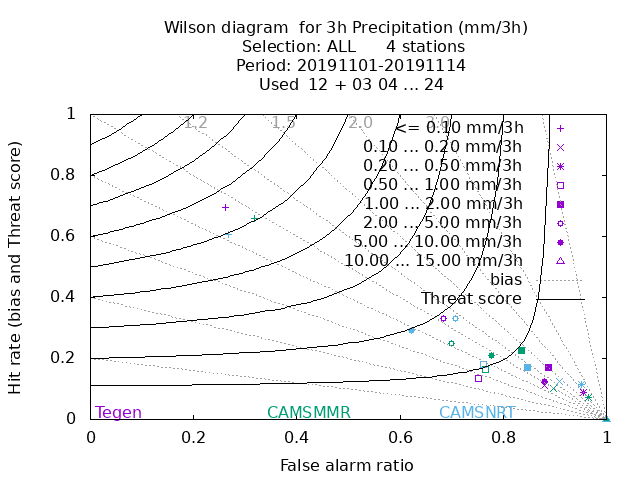 Wilson diagram  for 3h Precipitation (mm/3h)
Selection: ALL      4 stations
Period: 20191101-20191114
Used  12 + 03 04 ... 24
1.2 1.5 2.0 3.0
<= 0.10 mm/3h
0.10 ... 0.20 mm/3h
0.20 ... 0.50 mm/3h
0.50 ... 1.00 mm/3h
1.00 ... 2.00 mm/3h
2.00 ... 5.00 mm/3h
5.00 ... 10.00 mm/3h
10.00 ... 15.00 mm/3h
bias
Threat score
1
0.8
0.6
0.4
0.2
0
Hit rate (bias and Threat score)
Tegen CAMSMMR CAMSNRT
0 0.2 0.4 0.6 0.8 1
False alarm ratio